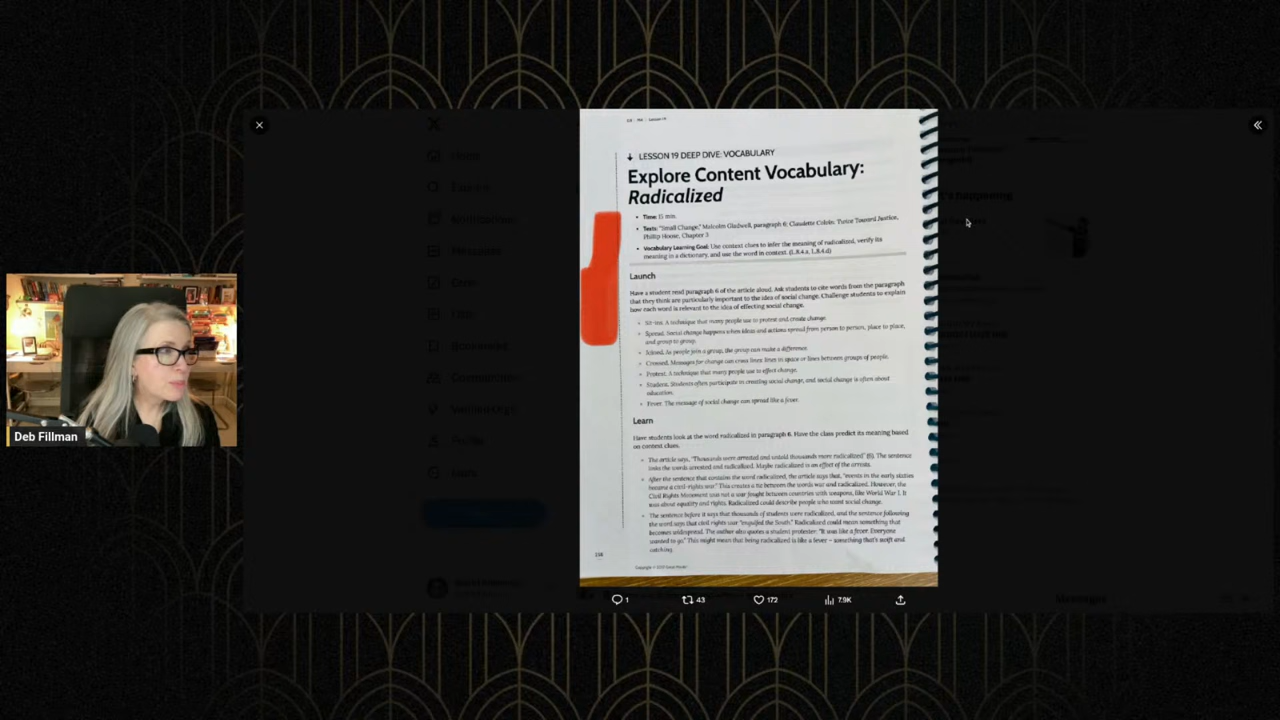 LESSON 19 DEEP DIVE: VOCABULARY
Explore Content Vocabulary:
Radicalized
• Time: 15 min.
• Texts: "Small Change," Malcolm Gladwell, paragraph 6; Claudette Colvin: Twice Toward Justice,
Phillip Hoose, Chapter 3
• Vocabulary Learning Goal: Use context clues to infer the meaning of radicalized, verify its
meaning in a dictionary, and use the word in context. (L.8.4.a, L.8.4.d)
Launch
Have a student read paragraph 6 of the article aloud. Ask students to cite words from the paragraph
that they think are particularly important to the idea of social change. Challenge students to explain
how each word is relevant to the idea of effecting social change.
Sit-ins. A technique that many people use to protest and create change.
Spread. Social change happens when ideas and actions spread from person to person, place to place,
and group to group.
Joined. As people join a group, the group can make a difference.
Crossed. Messages for change can cross lines: lines in space or lines between groups of people.
Protest. A technique that many people use to effect change.
Student. Students often participate in creating social change, and social change is often about
education.
Fever. The message of social change can spread like a fever.
Learn
Have students look at the word radicalized in paragraph 6. Have the class predict its meaning based
on context clues.
The article says, "Thousands were arrested and untold thousands more radicalized" (6). The sentence
links the words arrested and radicalized. Maybe radicalized is an effect of the arrests.
After the sentence that contains the word radicalized, the article says that, "events in the early sixties
became a civil-rights war." This creates a tie between the words war and radicalized. However, the
Civil Rights Movement was not a war fought between countries with weapons, like World War I. It
was about equality and rights. Radicalized could describe people who want social change.
The sentence before it says that thousands of students were radicalized, and the sentence following
the word says that civil rights war "engulfed the South." Radicalized could mean something that
becomes widespread. The author also quotes a student protester: "It was like a fever. Everyone
wanted to go." This might mean that being radicalized is like a fever – something that's swift and
catching.
Deb Fillman
1
43
172
7.9K